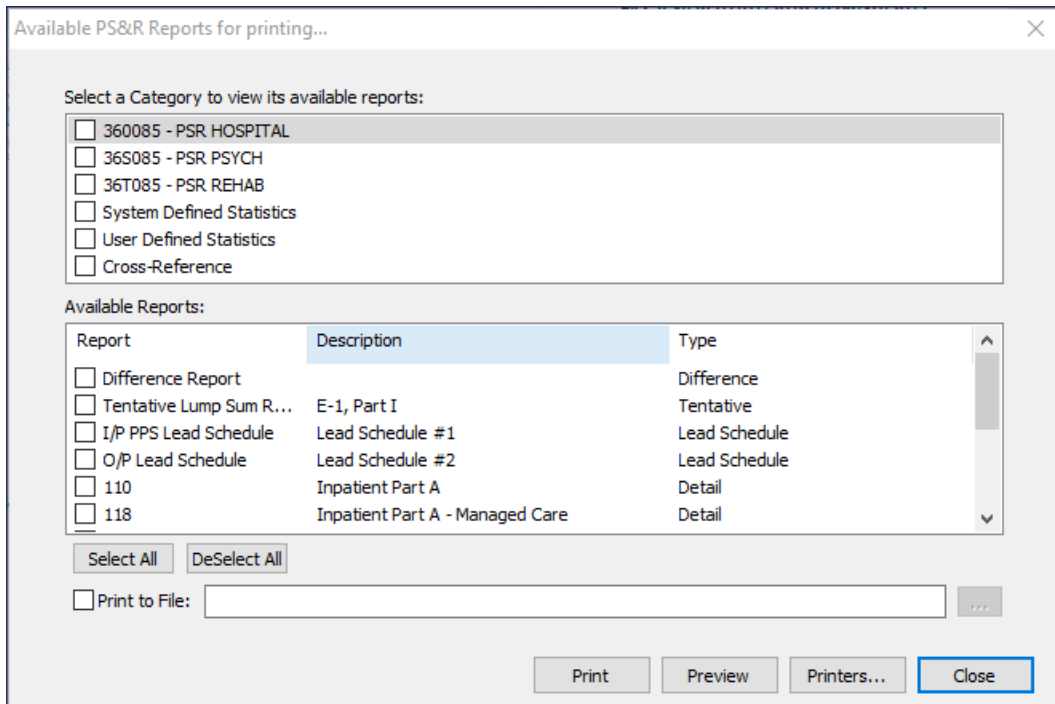 Available PS&R Reports for printing...
Select a Category to view its available reports:
360085 - PSR HOSPITAL
36S085 - PSR PSYCH
36T085 - PSR REHAB
System Defined Statistics
User Defined Statistics
Cross-Reference
Available Reports:
Report Description Type
Difference Report Difference
Tentative Lump Sum R... E-1, Part I Tentative
I/P PPS Lead Schedule Lead Schedule #1 Lead Schedule
O/P Lead Schedule Lead Schedule #2 Lead Schedule
110 Inpatient Part A Detail
118 Inpatient Part A - Managed Care Detail
Select All DeSelect All
Print to File: ...
Print Preview Printers... Close